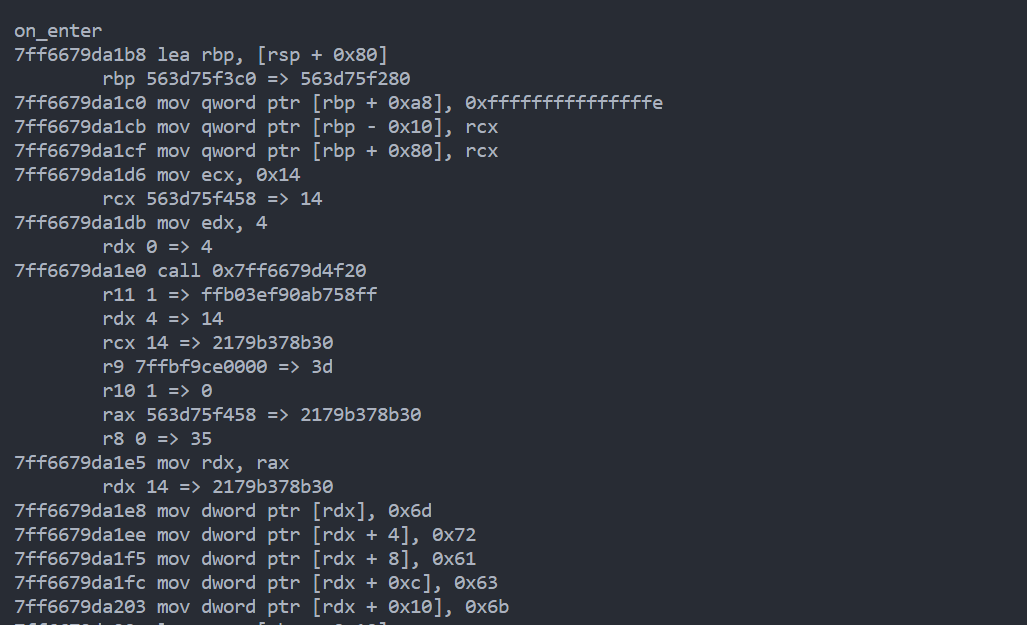 on_enter
7ff6679da1b8 lea rbp, [rsp + 0x80]
rbp 563d75f3c0 => 563d75f280
7ff6679da1c0 mov qword ptr [rbp + 0xa8], 0xfffffffffffffffe
7ff6679da1cb mov qword ptr [rbp - 0x10], rcx
7ff6679da1cf mov qword ptr [rbp + 0x80], rcx
7ff6679da1d6 mov ecx, 0x14
rcx 563d75f458 => 14
7ff6679da1db mov edx, 4
rdx 0 => 4
7ff6679da1e0 call 0x7ff6679d4f20
r11 1 => ffb03ef90ab758ff
rdx 4 => 14
rcx 14 => 2179b378b30
r9 7ffbf9ce0000 => 3d
r10 1 => 0
rax 563d75f458 => 2179b378b30
r8 0 => 35
7ff6679da1e5 mov rdx, rax
rdx 14 => 2179b378b30
7ff6679da1e8 mov dword ptr [rdx], 0x6d
7ff6679da1ee mov dword ptr [rdx + 4], 0x72
7ff6679da1f5 mov dword ptr [rdx + 8], 0x61
7ff6679da1fc mov dword ptr [rdx + 0xc], 0x63
7ff6679da203 mov dword ptr [rdx + 0x10], 0x6b